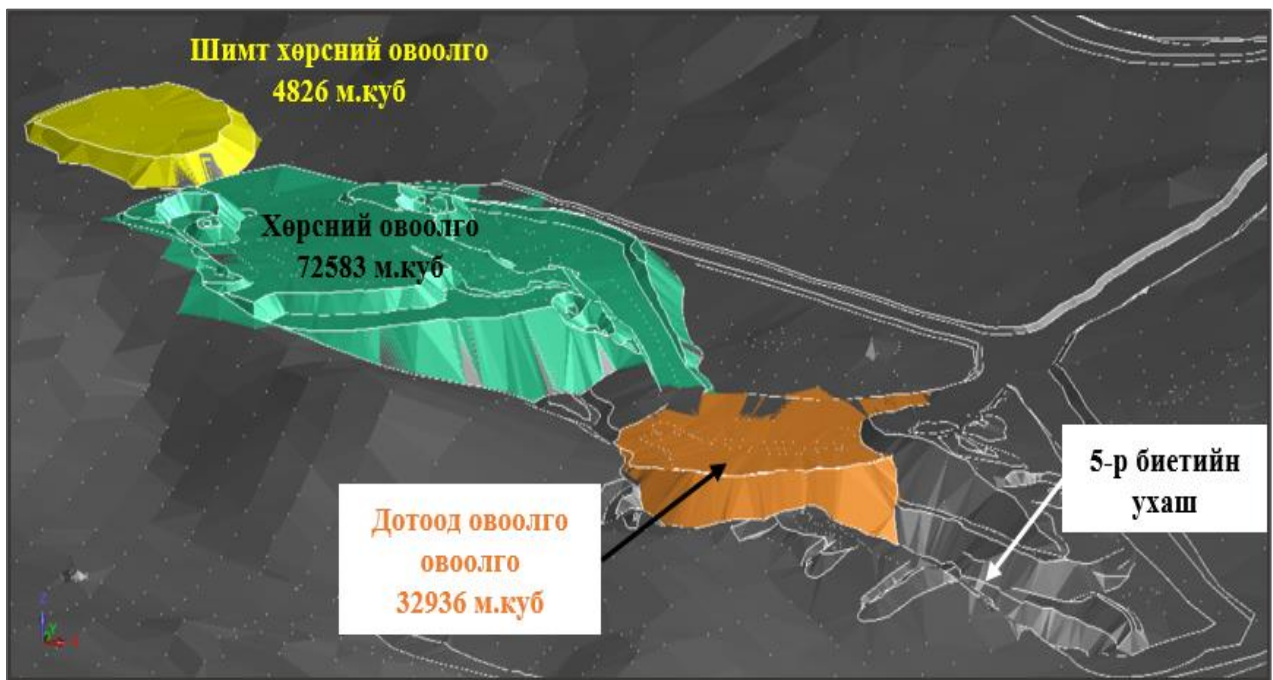 Шимт хөрсний овоолго
4826 м.куб
Хөрсний овоолго
72583 м.куб
Дотоод овоолго
овоолго
32936 м.куб
5-р биетийн
ухаш